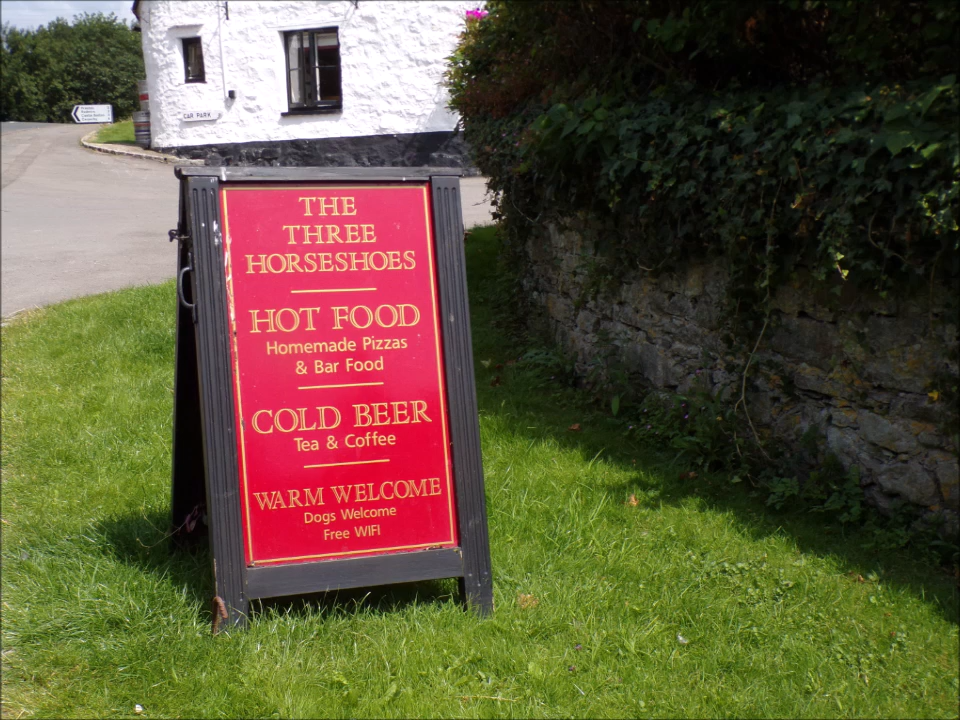 CAR PARK
THE
THREE
HORSESHOES
HOT FOOD
Homemade Pizzas
& Bar Food
COLD BEER
Tea & Coffee
WARM WELCOME
Dogs Welcome
Free WIFI